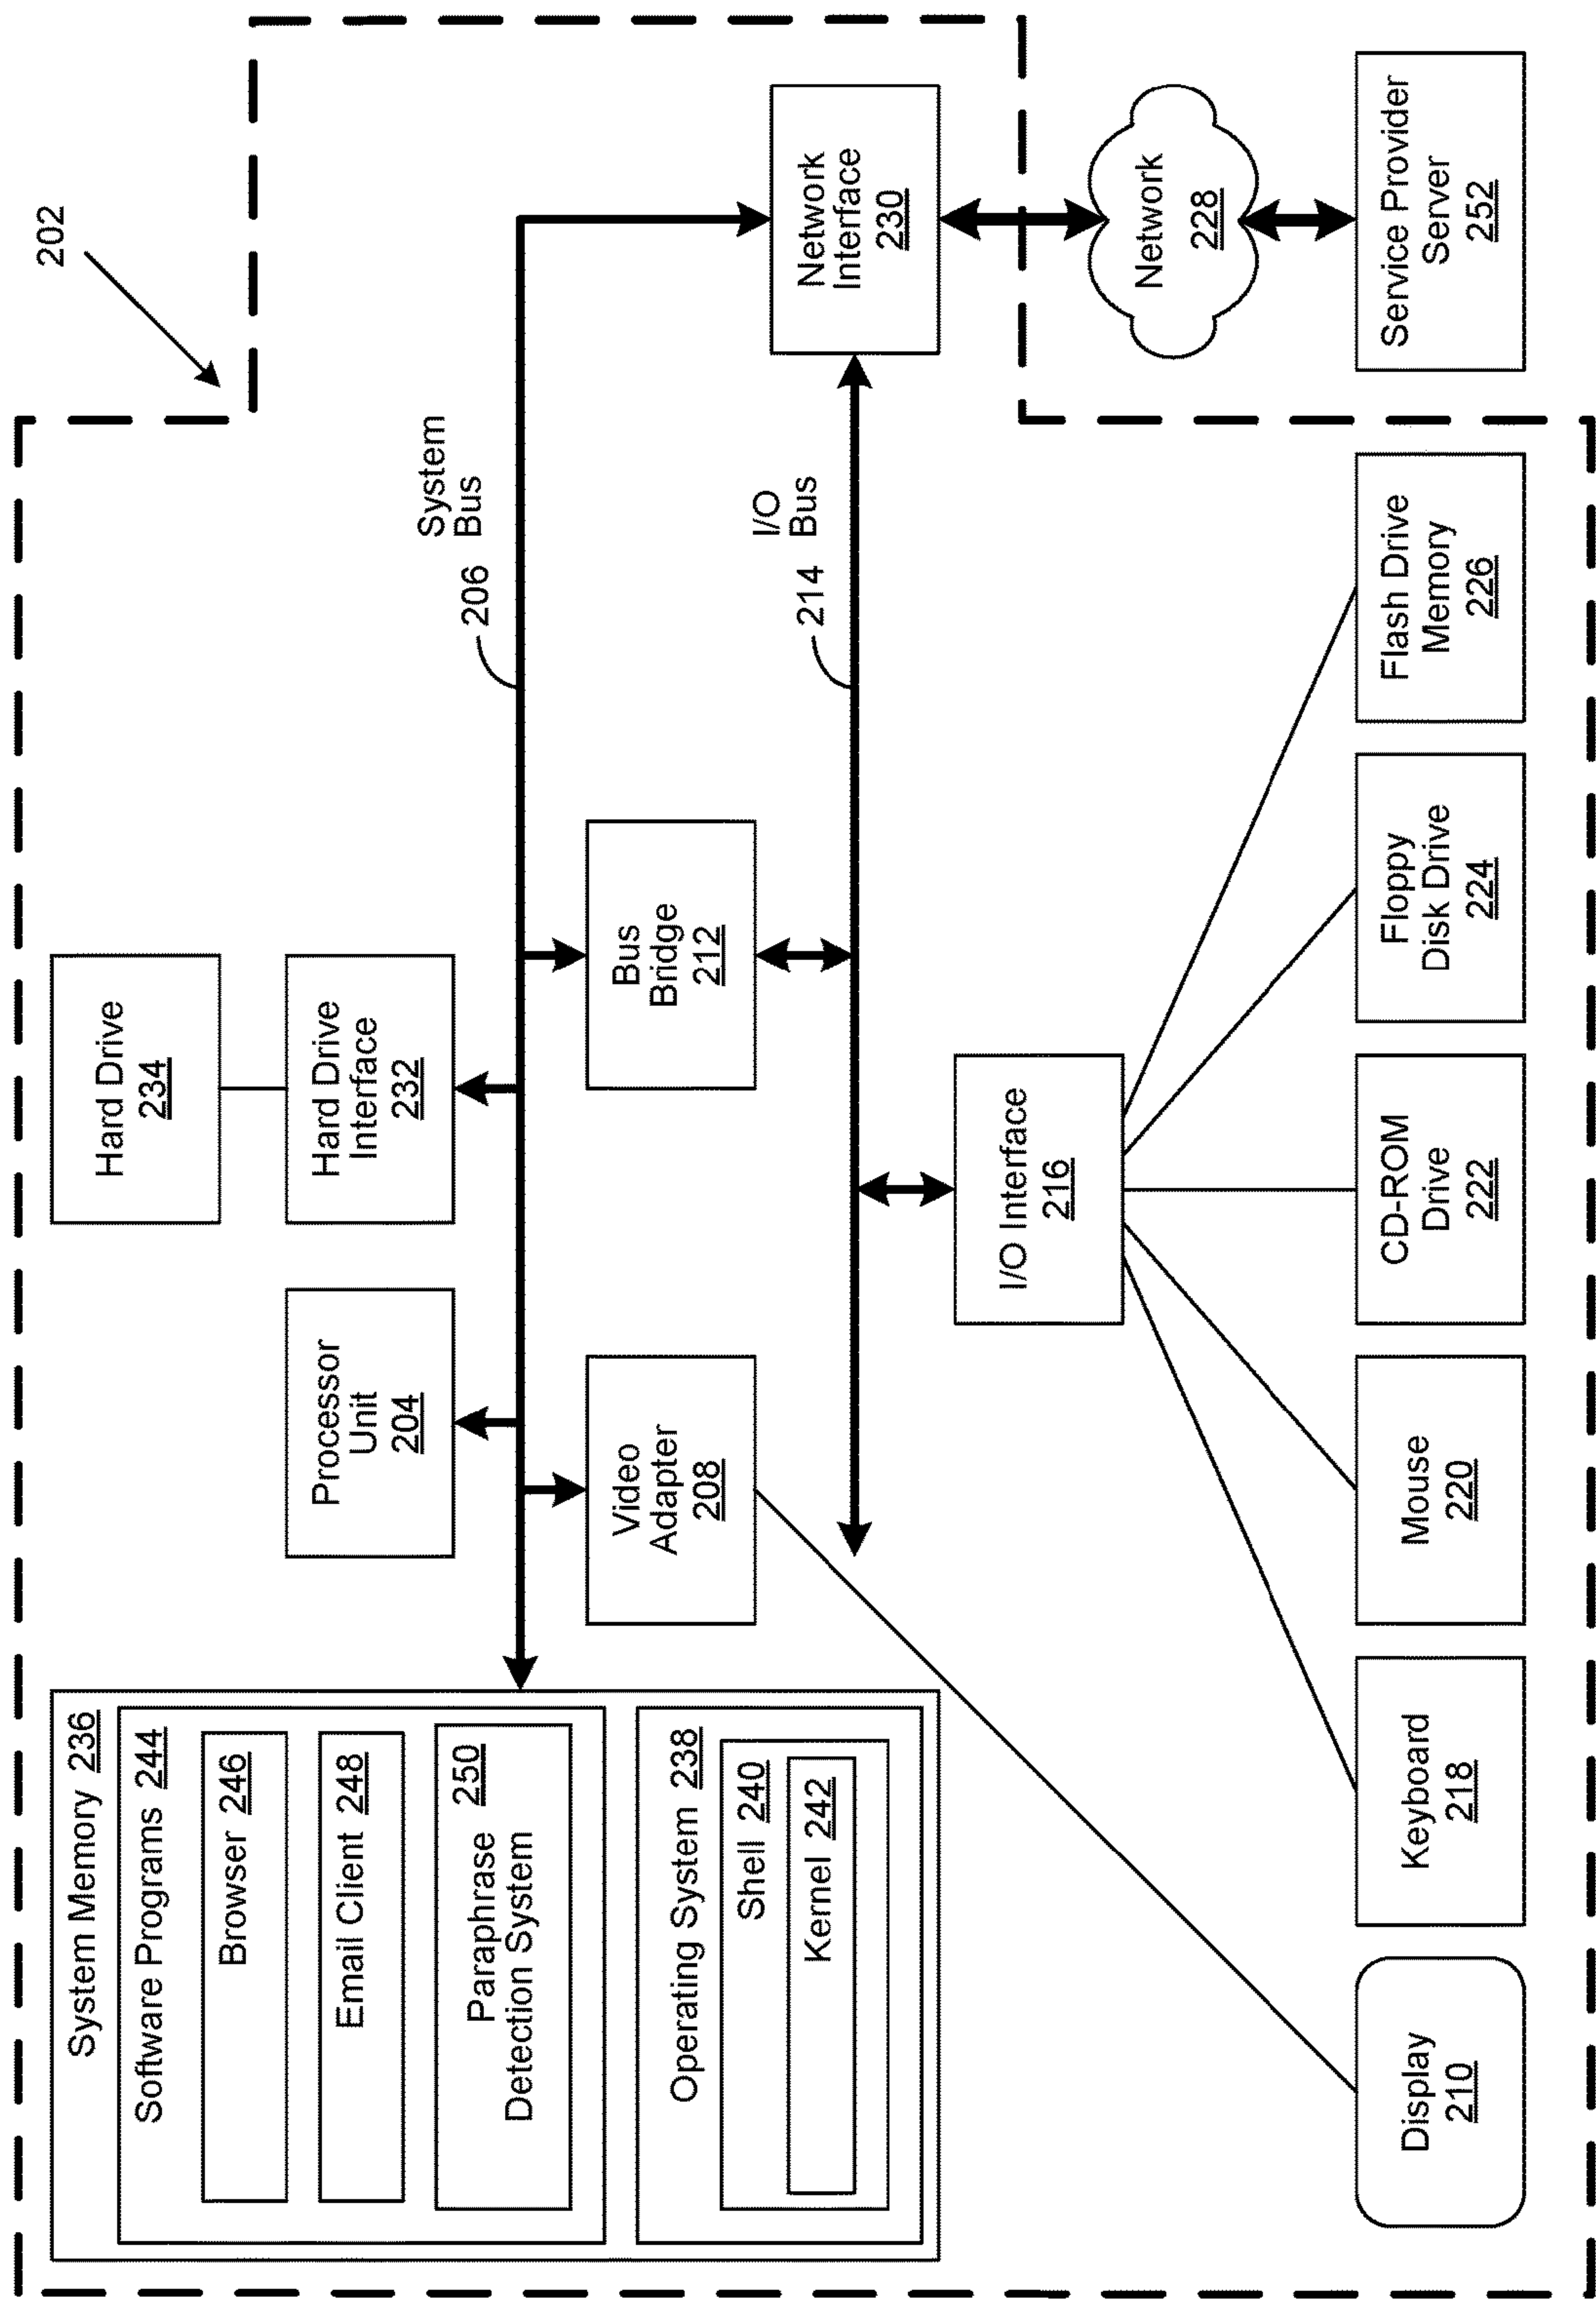 202
System Memory 236
Software Programs 244
Browser 246
Email Client 248
250
Paraphrase
Detection System
Operating System 238
Shell 240
Kernel 242
Processor
Unit
204
Hard Drive
234
Hard Drive
Interface
232
206
System
Bus
Video
Adapter
208
Bus
Bridge
212
214
I/O
Bus
Network
Interface
230
I/O Interface
216
Network
228
Display
210
Keyboard
218
Mouse
220
CD-ROM
Drive
222
Floppy
Disk Drive
224
Flash Drive
Memory
226
Service Provider
Server
252